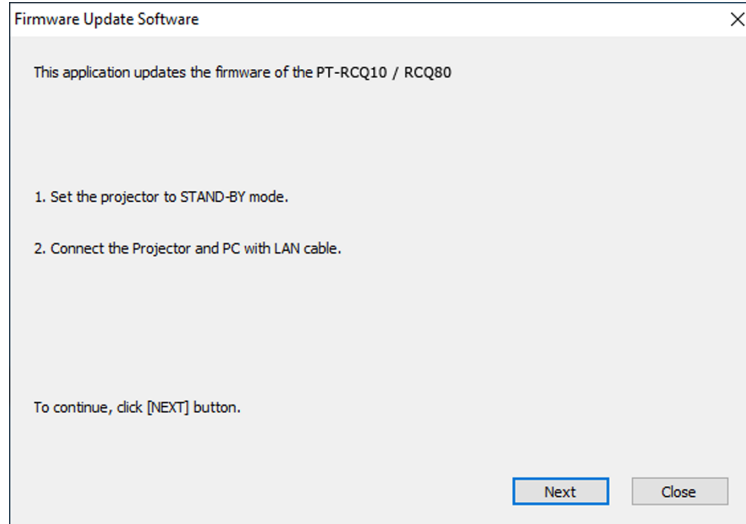 Firmware Update Software
This application updates the firmware of the PT-RCQ10 / RCQ80
1. Set the projector to STAND-BY mode.
2. Connect the Projector and PC with LAN cable.
To continue, click [NEXT] button.
Next
Close